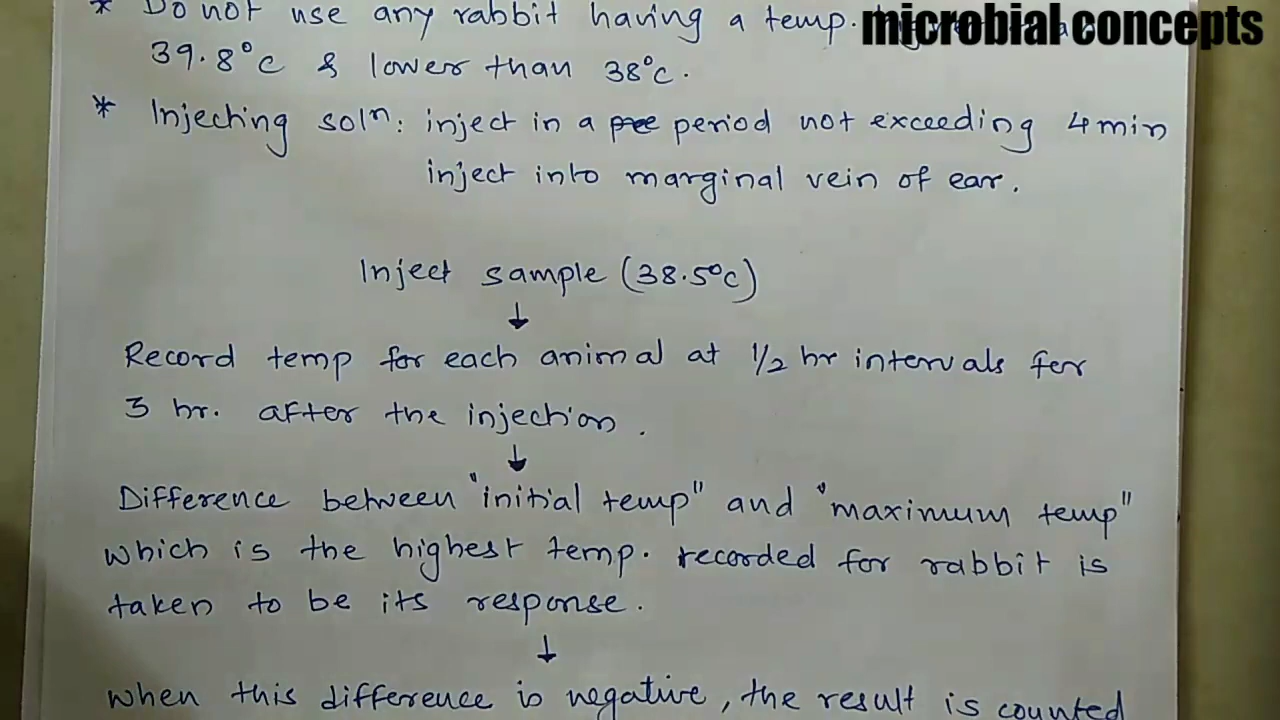 * Do not use any rabbit having a temp.
microbial concepts
39.8°c & lower than 38°c.
* Injecting solⁿ: inject in a pee period not exceeding 4 min
inject into marginal vein of ear.
Inject sample (38.5°c)
↓
Record temp for each animal at 1/2 hr intervals for
3 hr. after the injection.
↓
Difference between "initial temp" and "maximum temp"
which is the highest temp. recorded for rabbit is
taken to be its response.
↓
When this difference is negative, the result is counted